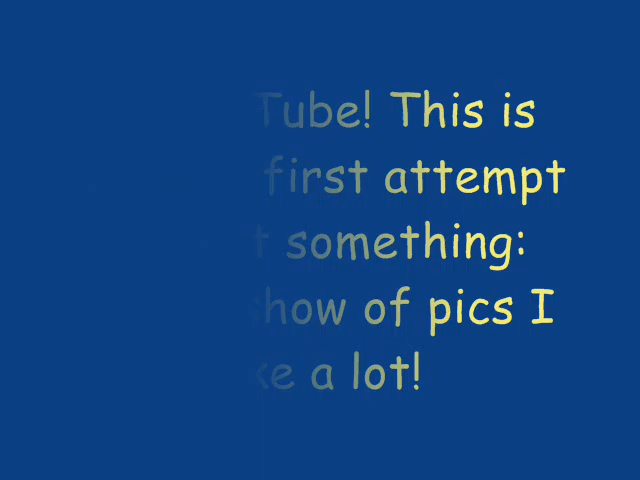 Tube! This is
first attempt
something:
show of pics I
a lot!